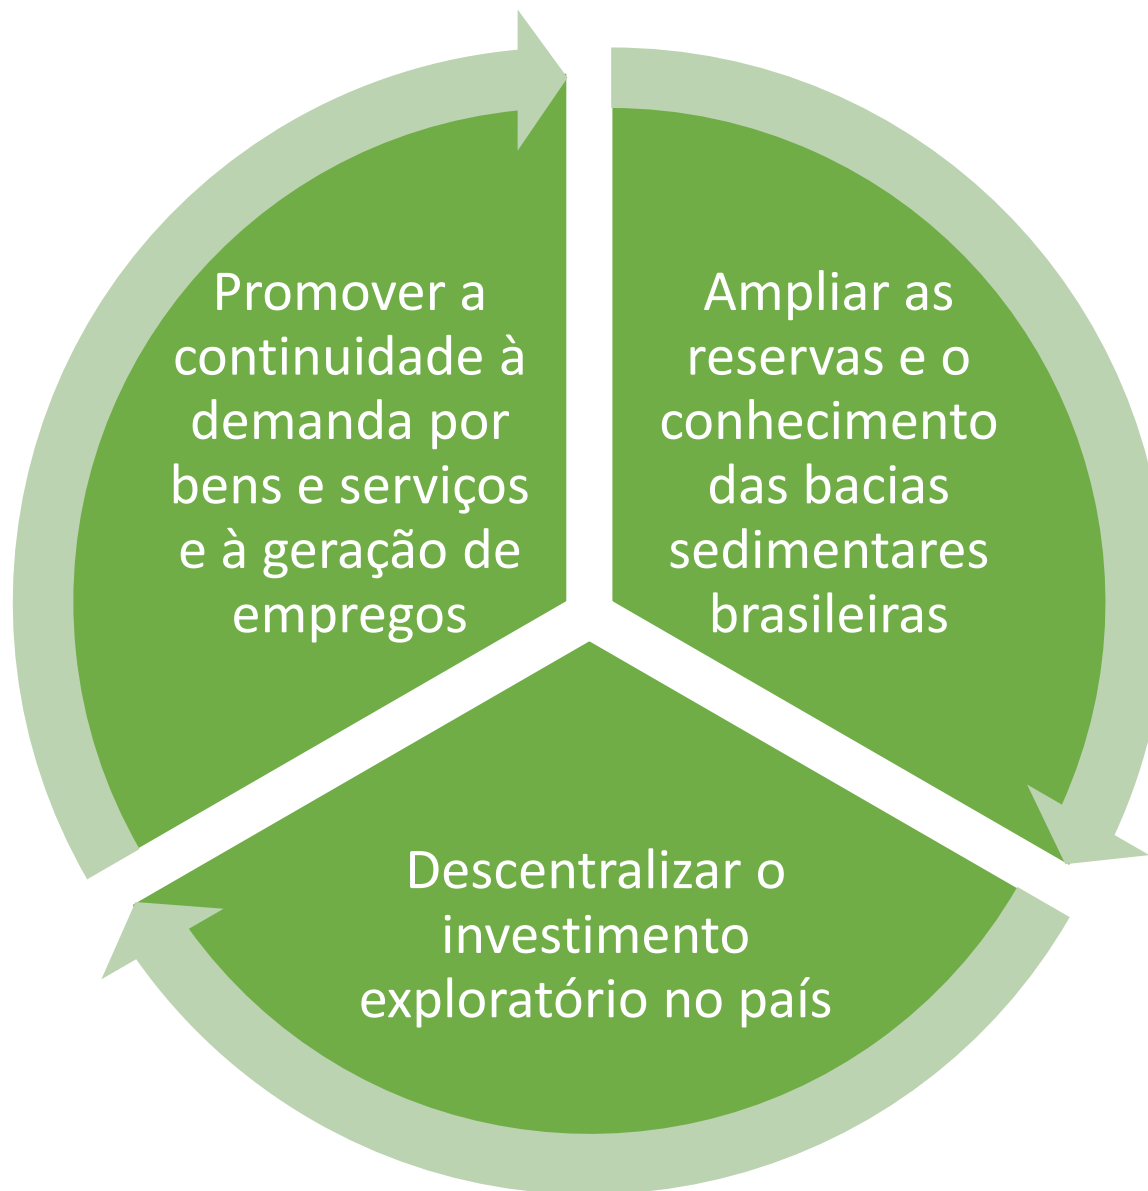 Promover a
continuidade à
demanda por
bens e serviços
e à geração de
empregos
Ampliar as
reservas e o
conhecimento
das bacias
sedimentares
brasileiras
Descentralizar o
investimento
exploratório no país